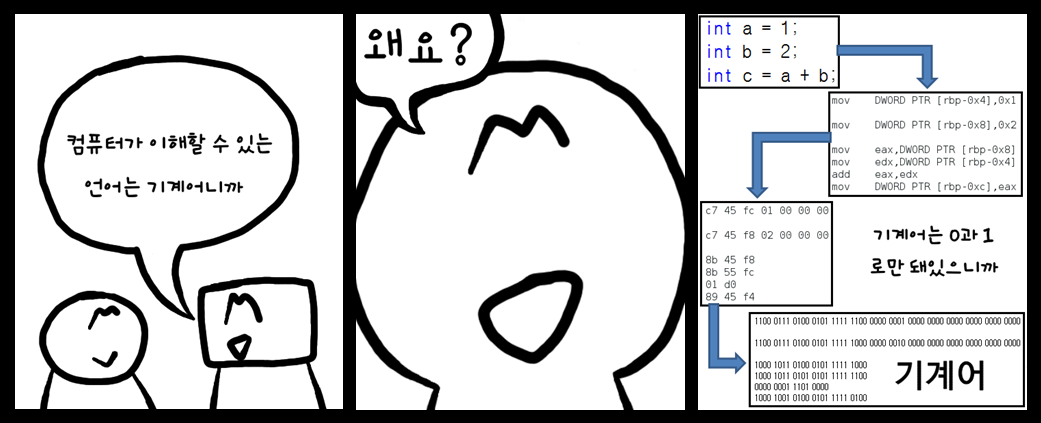 컴퓨터가 이해할 수 있는
언어는 기계어니까
왜요?
int a = 1;
int b = 2;
int c = a + b;
mov DWORD PTR [rbp-0x4],0x1
mov DWORD PTR [rbp-0x8],0x2
mov eax,DWORD PTR [rbp-0x8]
mov edx,DWORD PTR [rbp-0x4]
add eax,edx
mov DWORD PTR [rbp-0xc],eax
c7 45 fc 01 00 00 00
c7 45 f8 02 00 00 00
8b 45 f8
8b 55 fc
01 d0
89 45 f4
기계어는 0과 1
로만 돼있으니까
1100 0111 0100 0101 1111 1100 0000 0001 0000 0000 0000 0000 0000 0000
1100 0111 0100 0101 1111 1000 0000 0010 0000 0000 0000 0000 0000 0000
1000 1011 0100 0101 1111 1000
1000 1011 0101 0101 1111 1100
0000 0001 1101 0000
1000 1001 0100 0101 1111 0100
기계어